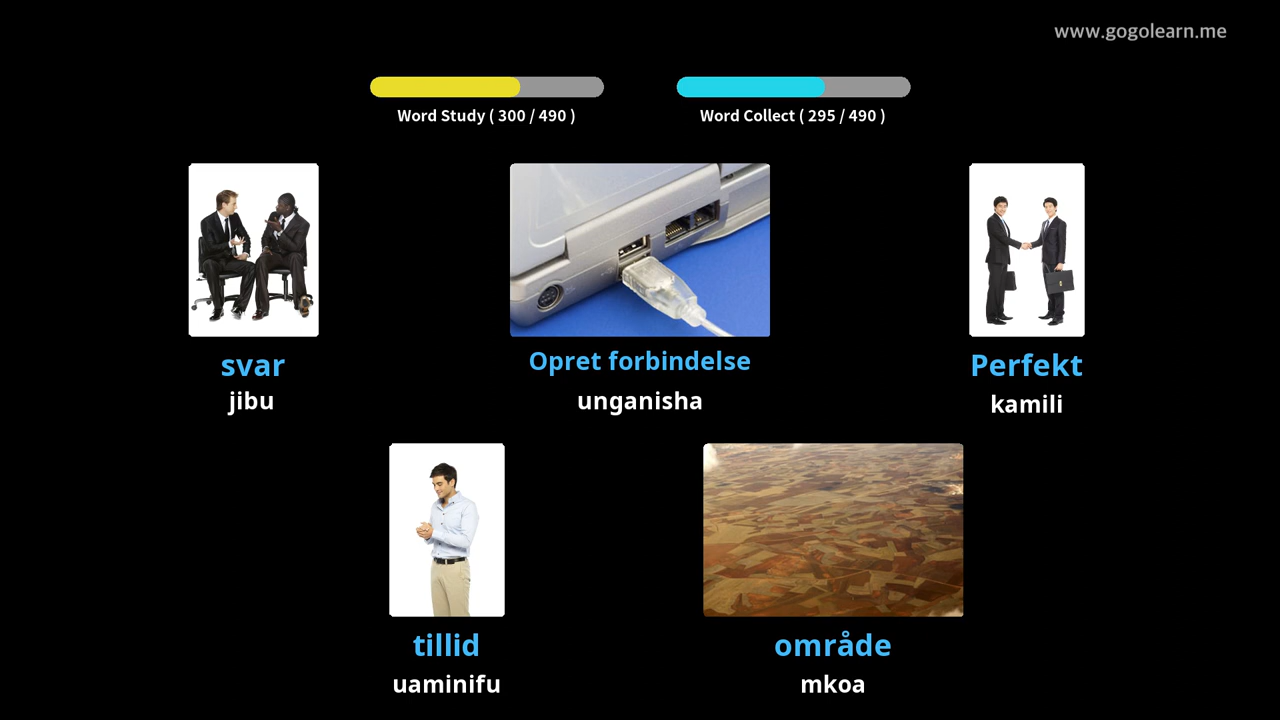 www.gogolearn.me
Word Study ( 300 / 490 )
Word Collect ( 295 / 490 )
svar
jibu
Opret forbindelse
unganisha
Perfekt
kamili
tillid
uaminifu
område
mkoa